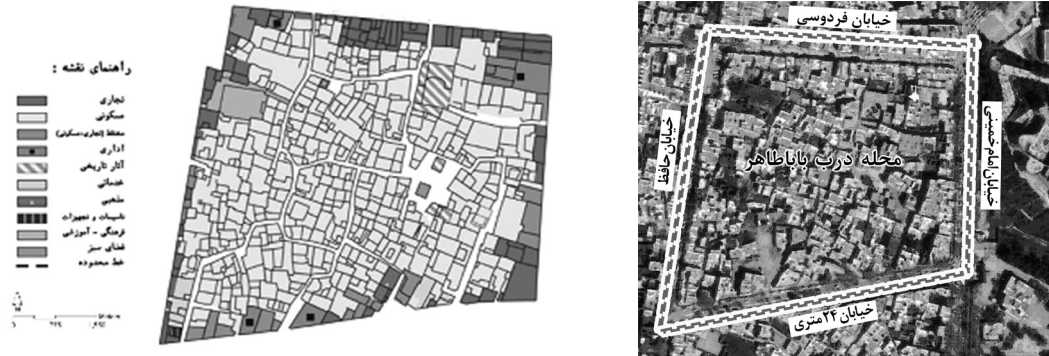 راهنمای نقشه :
تجاری
مسکونی
مختلط (تجاری-مسکونی)
اداری
آثار تاریخی
خدماتی
مذهبی
تاسیسات و تجهیزات
فرهنگی - آموزشی
فضای سبز
خط محدوده
خیابان فردوسی
خیابان حافظ
محله درب باباطاهر
خیابان امام خمینی
خیابان ۲۴ متری